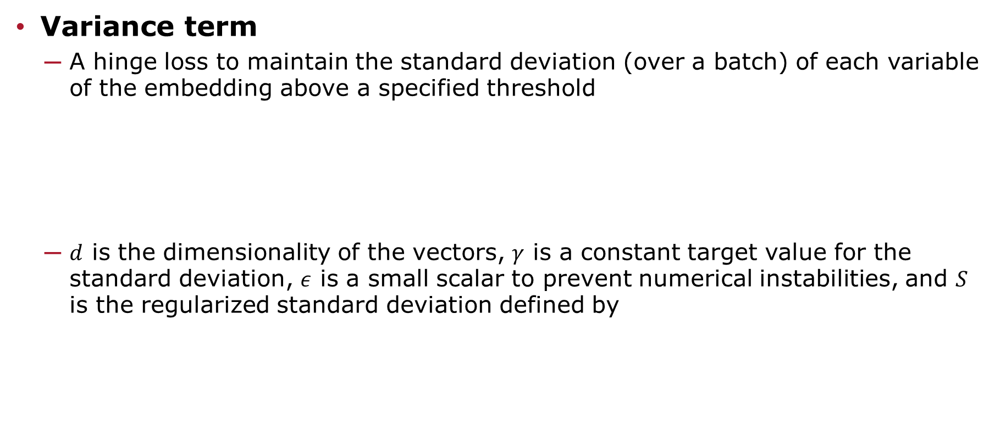 • Variance term
— A hinge loss to maintain the standard deviation (over a batch) of each variable
of the embedding above a specified threshold
— 𝑑 is the dimensionality of the vectors, 𝛾 is a constant target value for the
standard deviation, 𝜖 is a small scalar to prevent numerical instabilities, and 𝑆
is the regularized standard deviation defined by